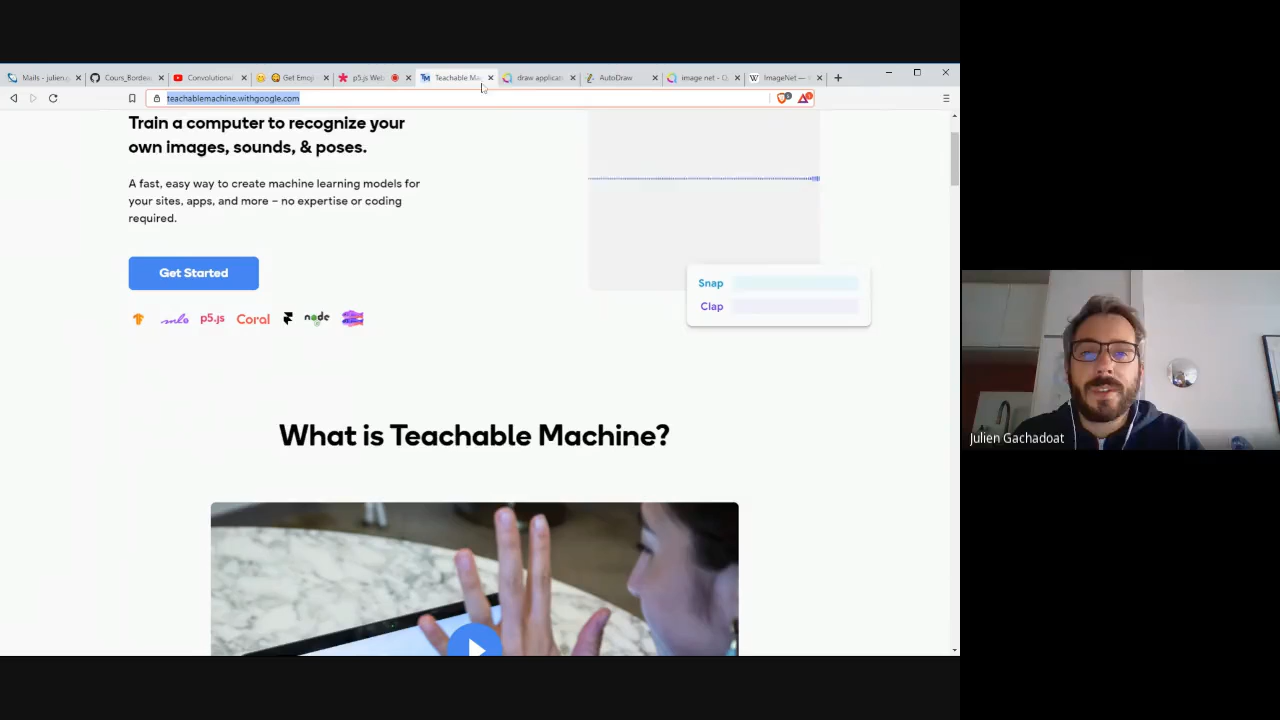 Mails - julien.
Cours_Bordea
Convolutional
Get Emoji
p5.js Web
Teachable Ma
draw applicat
AutoDraw
image net - Q
ImageNet —
teachablemachine.withgoogle.com
Train a computer to recognize your
own images, sounds, & poses.
A fast, easy way to create machine learning models for
your sites, apps, and more – no expertise or coding
required.
Get Started
p5.js
Coral
node
Snap
Clap
What is Teachable Machine?
Julien Gachadoat